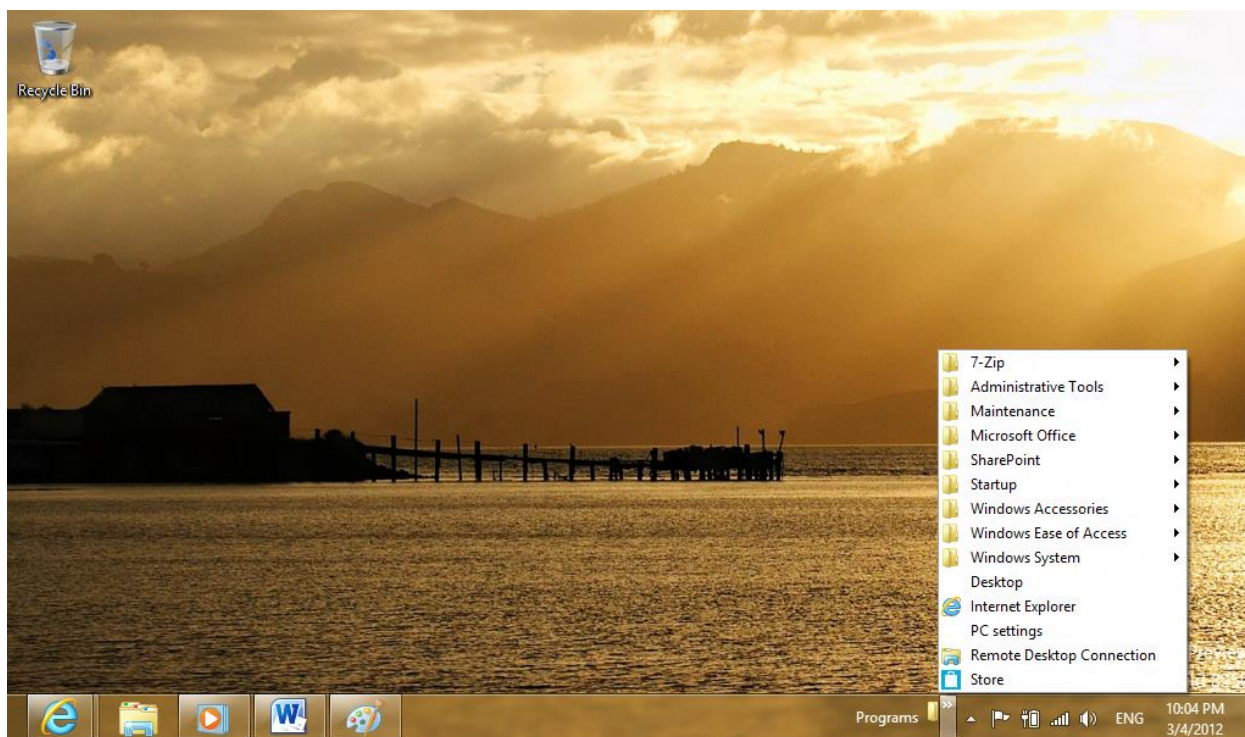 Recycle Bin
7-Zip
Administrative Tools
Maintenance
Microsoft Office
SharePoint
Startup
Windows Accessories
Windows Ease of Access
Windows System
Desktop
Internet Explorer
PC settings
Remote Desktop Connection
Store
Programs
ENG
10:04 PM
3/4/2012